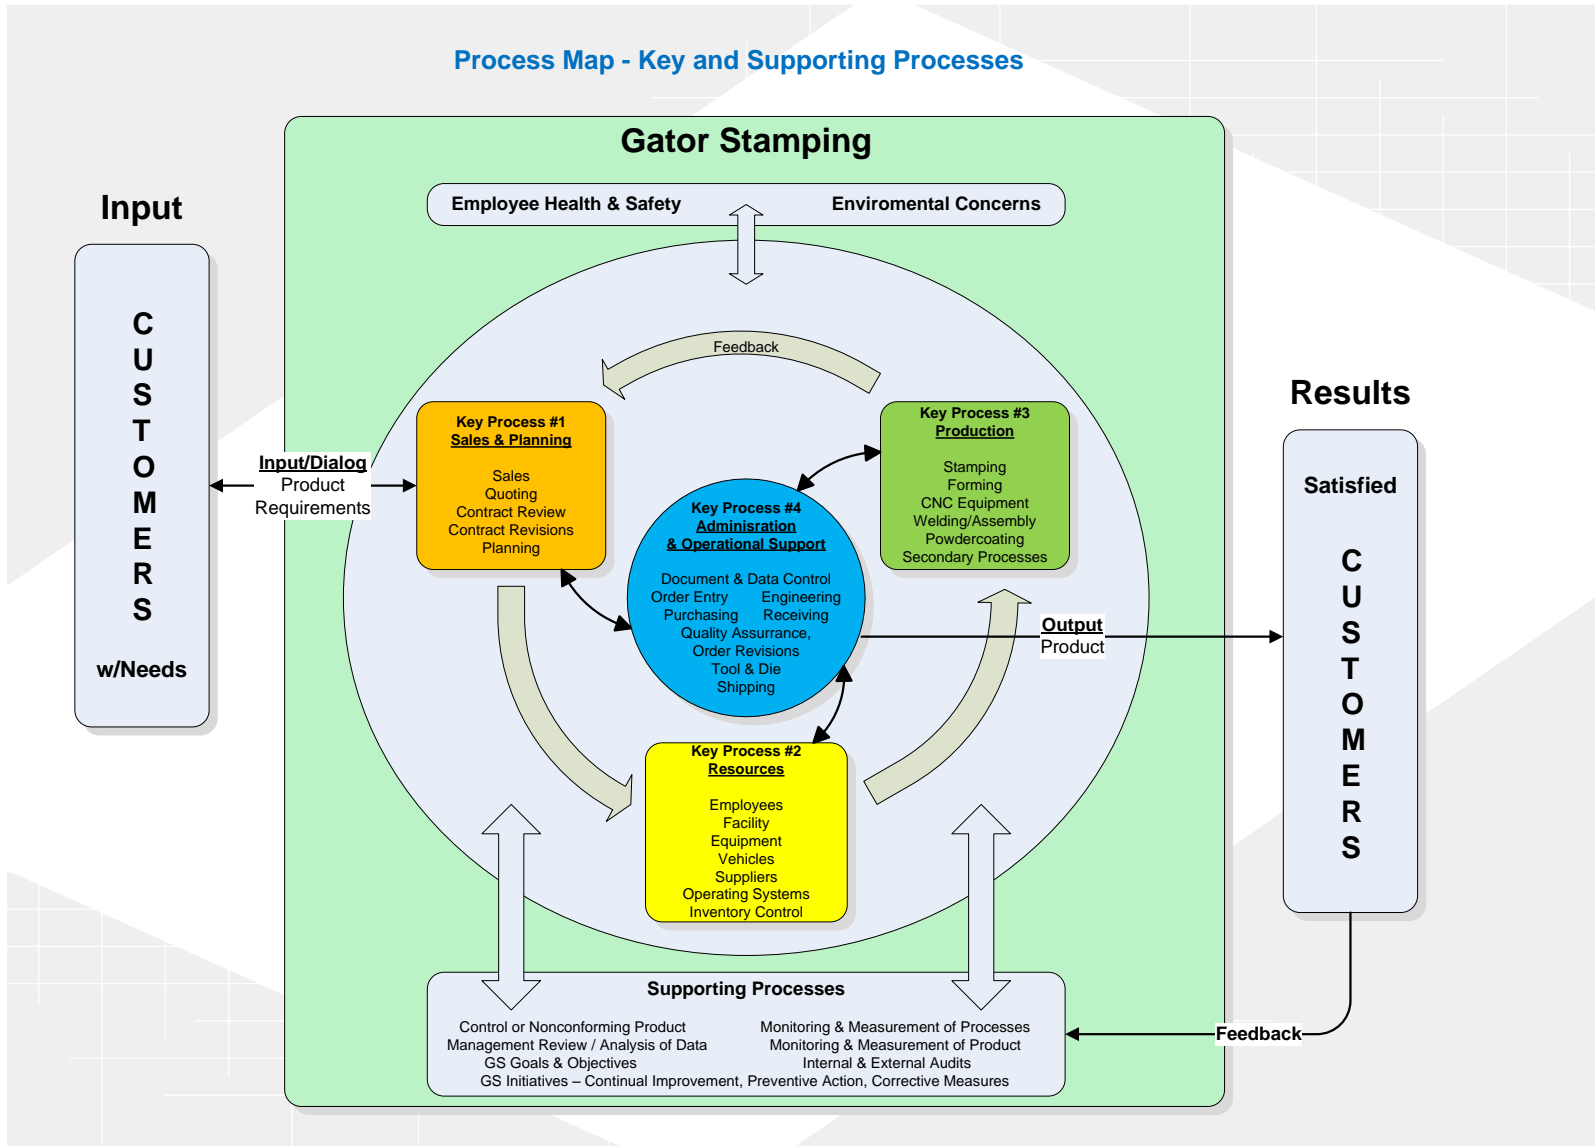 Process Map - Key and Supporting Processes
Gator Stamping
Employee Health & Safety
Enviromental Concerns
Input
CUSTOMERS
w/Needs
Input/Dialog
Product
Requirements
Feedback
Key Process #1
Sales & Planning
Sales
Quoting
Contract Review
Contract Revisions
Planning
Key Process #3
Production
Stamping
Forming
CNC Equipment
Welding/Assembly
Powdercoating
Secondary Processes
Key Process #4
Adminisration
& Operational Support
Document & Data Control
Order Entry Engineering
Purchasing Receiving
Quality Assurrance,
Order Revisions
Tool & Die
Shipping
Key Process #2
Resources
Employees
Facility
Equipment
Vehicles
Suppliers
Operating Systems
Inventory Control
Output
Product
Results
Satisfied
CUSTOMERS
Feedback
Supporting Processes
Control or Nonconforming Product
Management Review / Analysis of Data
GS Goals & Objectives
Monitoring & Measurement of Processes
Monitoring & Measurement of Product
Internal & External Audits
GS Initiatives – Continual Improvement, Preventive Action, Corrective Measures